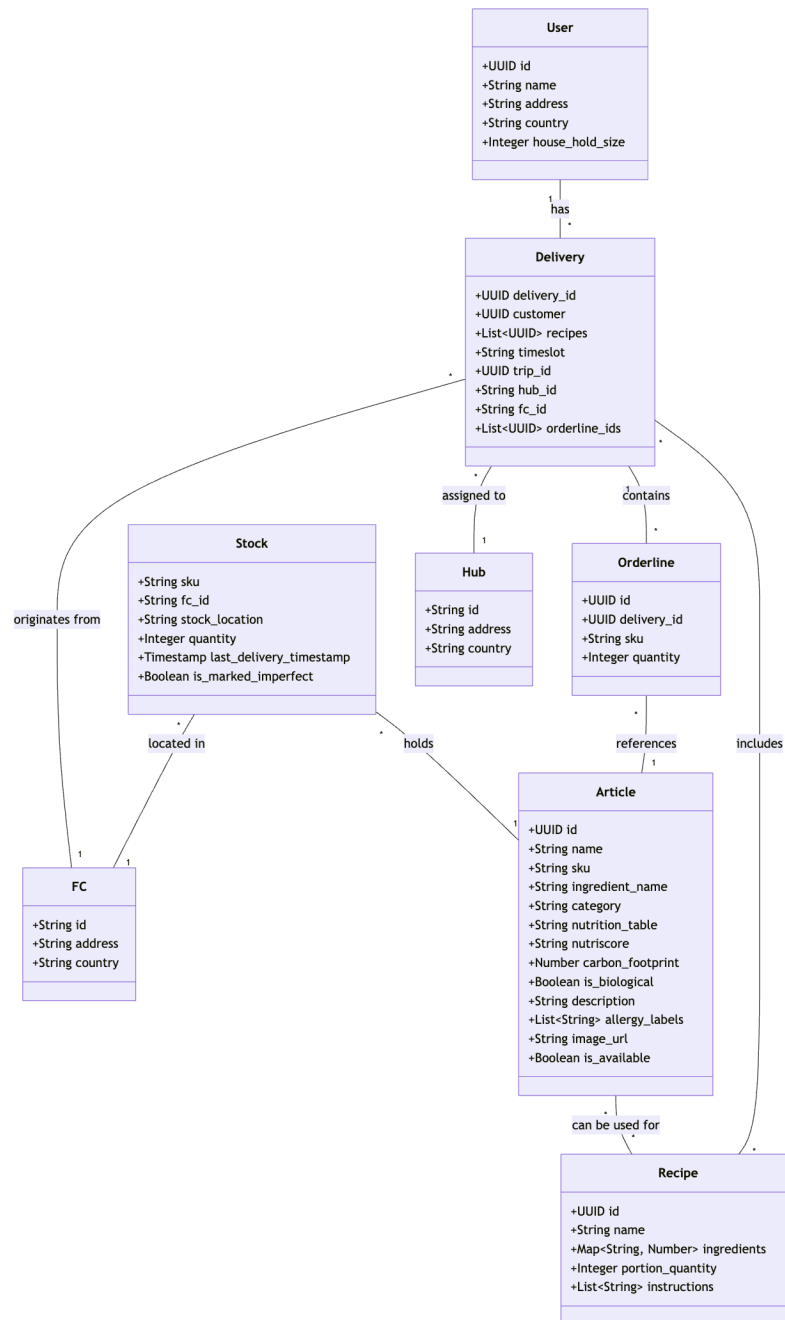 User
+UUID id
+String name
+String address
+String country
+Integer house_hold_size
1
has
*
Delivery
+UUID delivery_id
+UUID customer
+List<UUID> recipes
+String timeslot
+UUID trip_id
+String hub_id
+String fc_id
+List<UUID> orderline_ids
*
*
*
1
assigned to
contains
1
*
Stock
+String sku
+String fc_id
+String stock_location
+Integer quantity
+Timestamp last_delivery_timestamp
+Boolean is_marked_imperfect
Hub
+String id
+String address
+String country
Orderline
+UUID id
+UUID delivery_id
+String sku
+Integer quantity
originates from
*
located in
*
holds
*
references
includes
1
1
1
1
FC
+String id
+String address
+String country
Article
+UUID id
+String name
+String sku
+String ingredient_name
+String category
+String nutrition_table
+String nutriscore
+Number carbon_footprint
+Boolean is_biological
+String description
+List<String> allergy_labels
+String image_url
+Boolean is_available
*
can be used for
*
*
Recipe
+UUID id
+String name
+Map<String, Number> ingredients
+Integer portion_quantity
+List<String> instructions